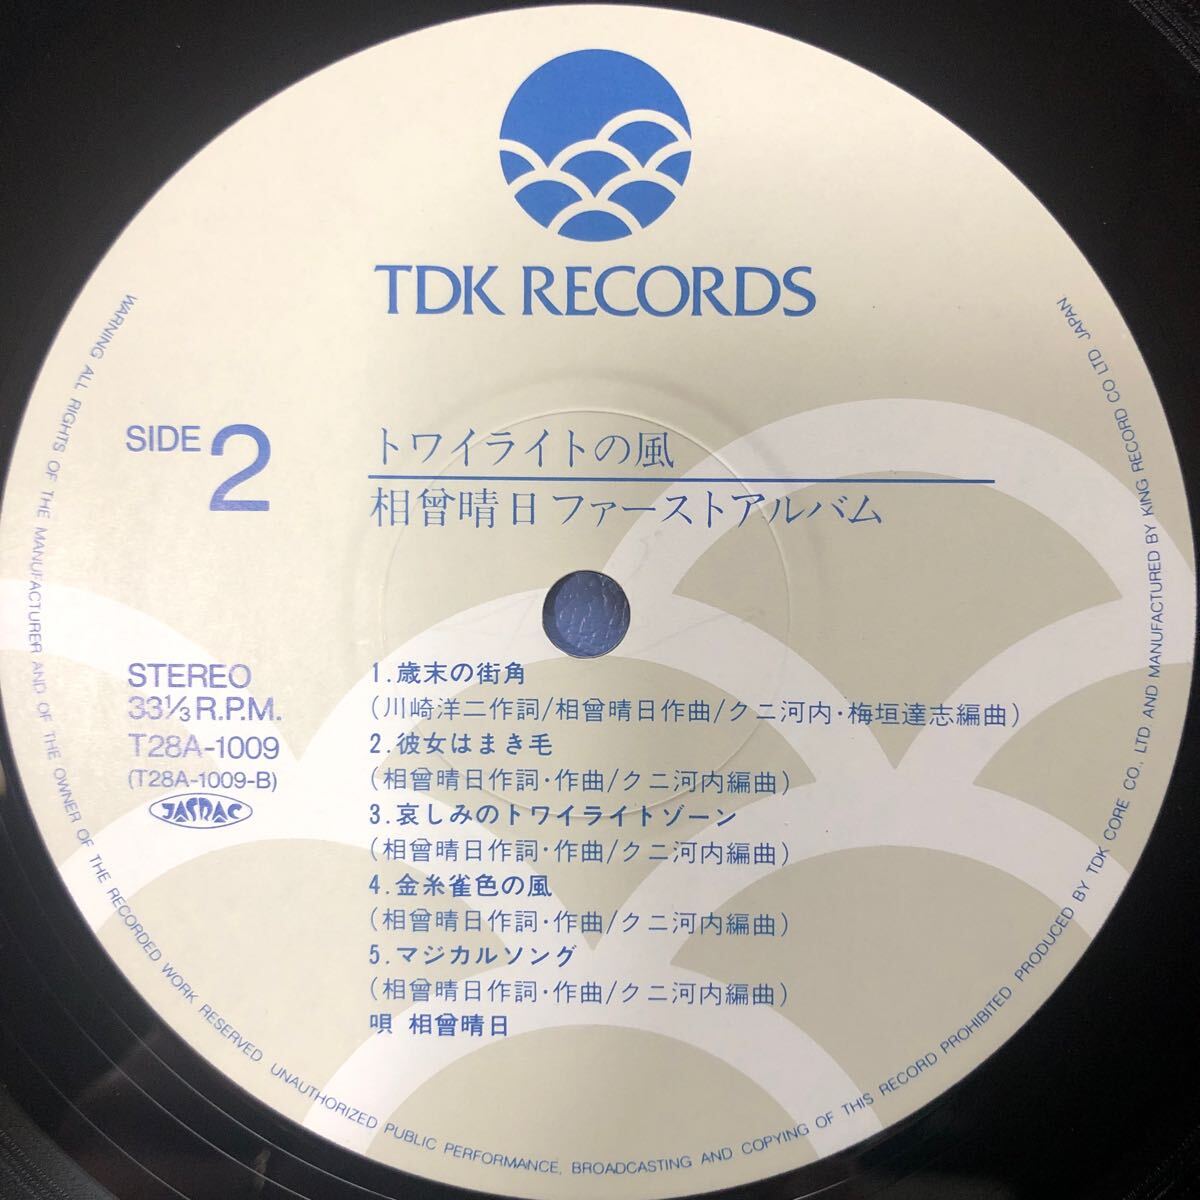 TDK RECORDS
SIDE 2
トワイライトの風
相曾晴日 ファーストアルバム
STEREO
33⅓ R.P.M.
T28A-1009
(T28A-1009-B)
JASRAC
1.歳末の街角
(川崎洋二作詞/相曾晴日作曲/クニ河内・梅垣達志編曲)
2.彼女はまき毛
(相曾晴日作詞・作曲/クニ河内編曲)
3.哀しみのトワイライトゾーン
(相曾晴日作詞・作曲/クニ河内編曲)
4.金糸雀色の風
(相曾晴日作詞・作曲/クニ河内編曲)
5.マジカルソング
(相曾晴日作詞・作曲/クニ河内編曲)
唄 相曾晴日
WARNING ALL RIGHTS OF THE MANUFACTURER AND OF THE OWNER OF THE RECORDED WORK RESERVED UNAUTHORIZED PUBLIC PERFORMANCE, BROADCASTING AND COPYING OF THIS RECORD PROHIBITED PRODUCED BY TDK CORE CO., LTD AND MANUFACTURED BY KING RECORD CO LTD JAPAN